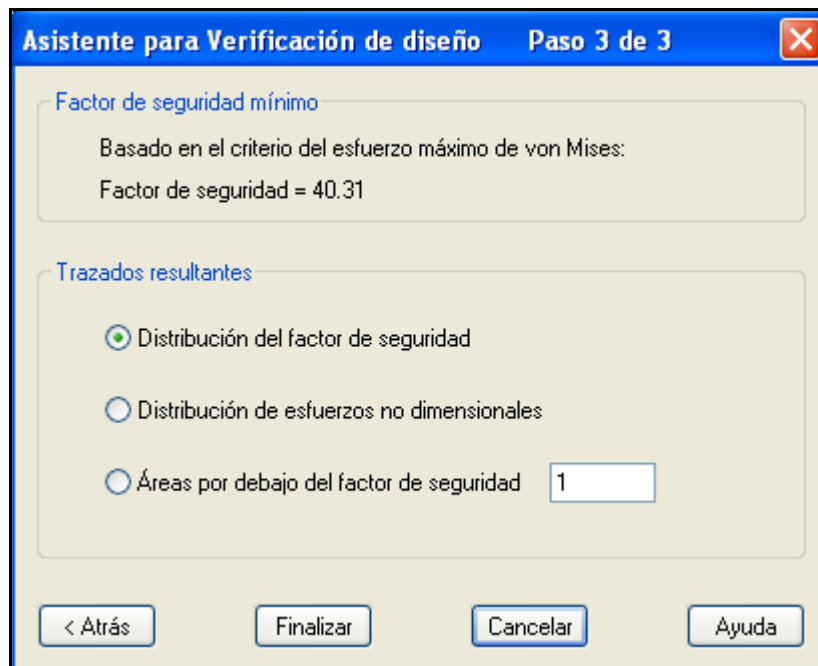 Asistente para Verificación de diseño Paso 3 de 3
Factor de seguridad mínimo
Basado en el criterio del esfuerzo máximo de von Mises:
Factor de seguridad = 40.31
Trazados resultantes
Distribución del factor de seguridad
Distribución de esfuerzos no dimensionales
Áreas por debajo del factor de seguridad 1
< Atrás Finalizar Cancelar Ayuda